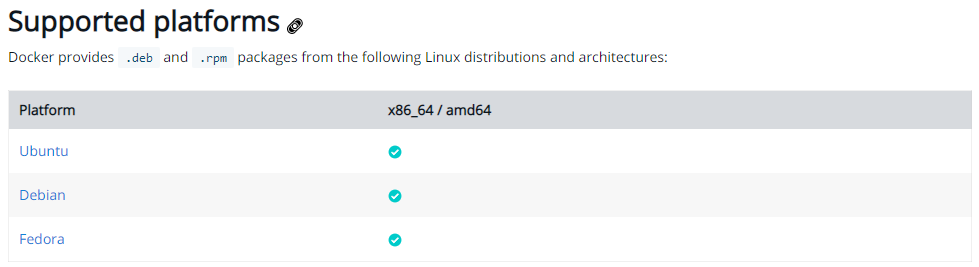 Supported platforms
Docker provides .deb and .rpm packages from the following Linux distributions and architectures:
Platform x86_64 / amd64
Ubuntu
Debian
Fedora